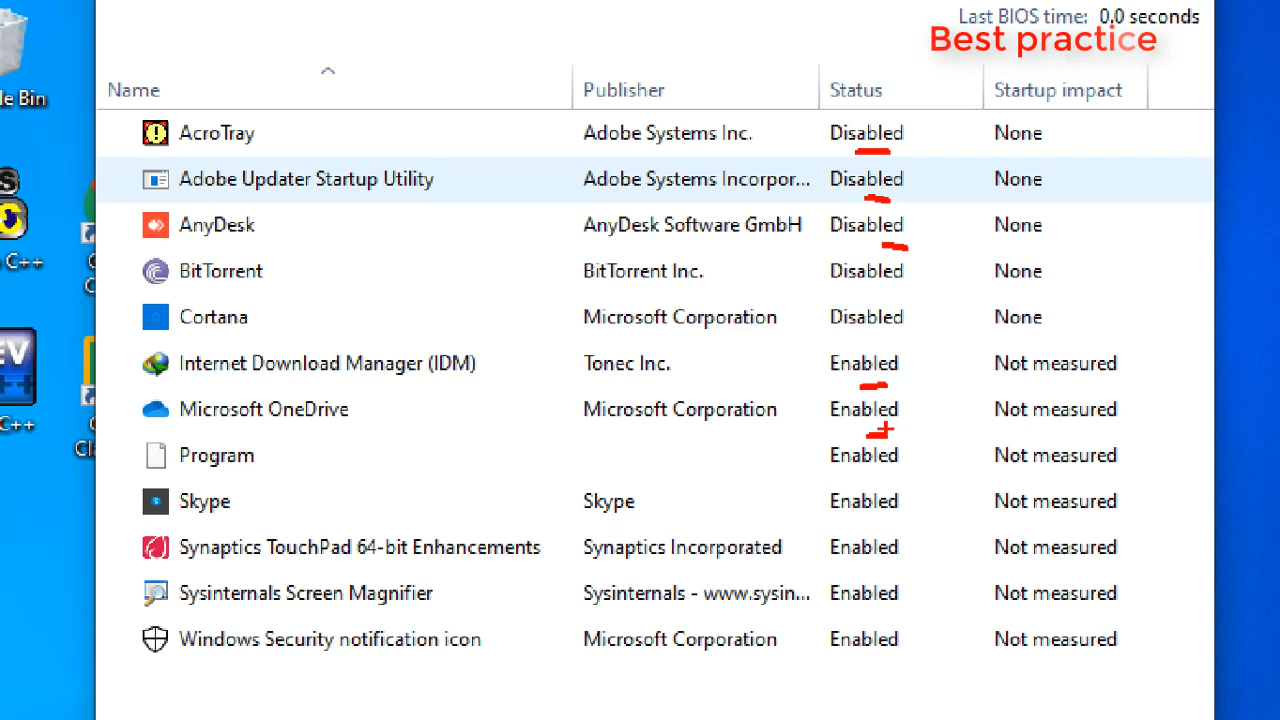 Last BIOS time: 0.0 seconds
Best practice
Name Publisher Status Startup impact
AcroTray Adobe Systems Inc. Disabled None
Adobe Updater Startup Utility Adobe Systems Incorpor... Disabled None
AnyDesk AnyDesk Software GmbH Disabled None
BitTorrent BitTorrent Inc. Disabled None
Cortana Microsoft Corporation Disabled None
Internet Download Manager (IDM) Tonec Inc. Enabled Not measured
Microsoft OneDrive Microsoft Corporation Enabled Not measured
Program Enabled Not measured
Skype Skype Enabled Not measured
Synaptics TouchPad 64-bit Enhancements Synaptics Incorporated Enabled Not measured
Sysinternals Screen Magnifier Sysinternals - www.sysin... Enabled Not measured
Windows Security notification icon Microsoft Corporation Enabled Not measured
le Bin
C++
EV
C++